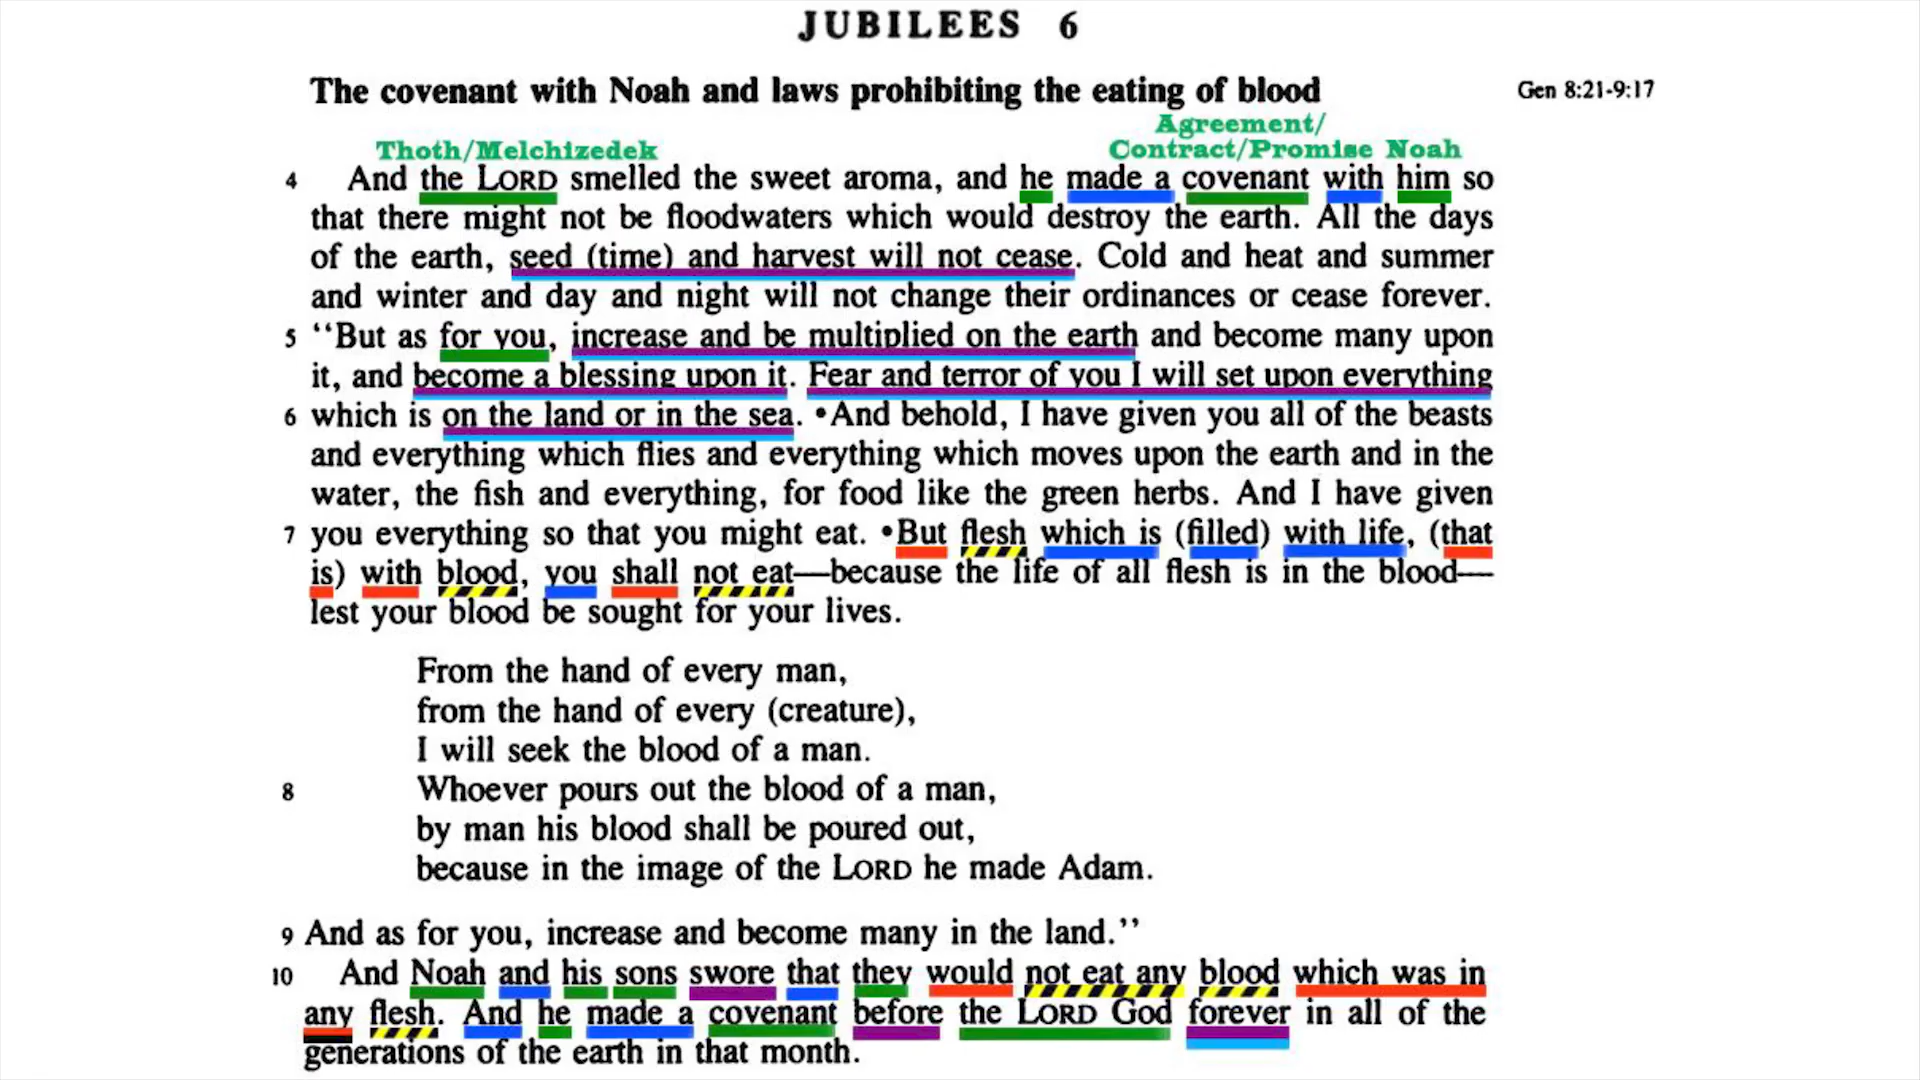 JUBILEES 6
The covenant with Noah and laws prohibiting the eating of blood Gen 8:21-9:17
Agreement/
Thoth/Melchizedek Contract/Promise Noah
4 And the LORD smelled the sweet aroma, and he made a covenant with him so
that there might not be floodwaters which would destroy the earth. All the days
of the earth, seed (time) and harvest will not cease. Cold and heat and summer
and winter and day and night will not change their ordinances or cease forever.
5 “But as for you, increase and be multiplied on the earth and become many upon
it, and become a blessing upon it. Fear and terror of you I will set upon everything
6 which is on the land or in the sea. •And behold, I have given you all of the beasts
and everything which flies and everything which moves upon the earth and in the
water, the fish and everything, for food like the green herbs. And I have given
7 you everything so that you might eat. •But flesh which is (filled) with life, (that
is) with blood, you shall not eat—because the life of all flesh is in the blood—
lest your blood be sought for your lives.
From the hand of every man,
from the hand of every (creature),
I will seek the blood of a man.
8 Whoever pours out the blood of a man,
by man his blood shall be poured out,
because in the image of the LORD he made Adam.
9 And as for you, increase and become many in the land.”
10 And Noah and his sons swore that they would not eat any blood which was in
any flesh. And he made a covenant before the LORD God forever in all of the
generations of the earth in that month.